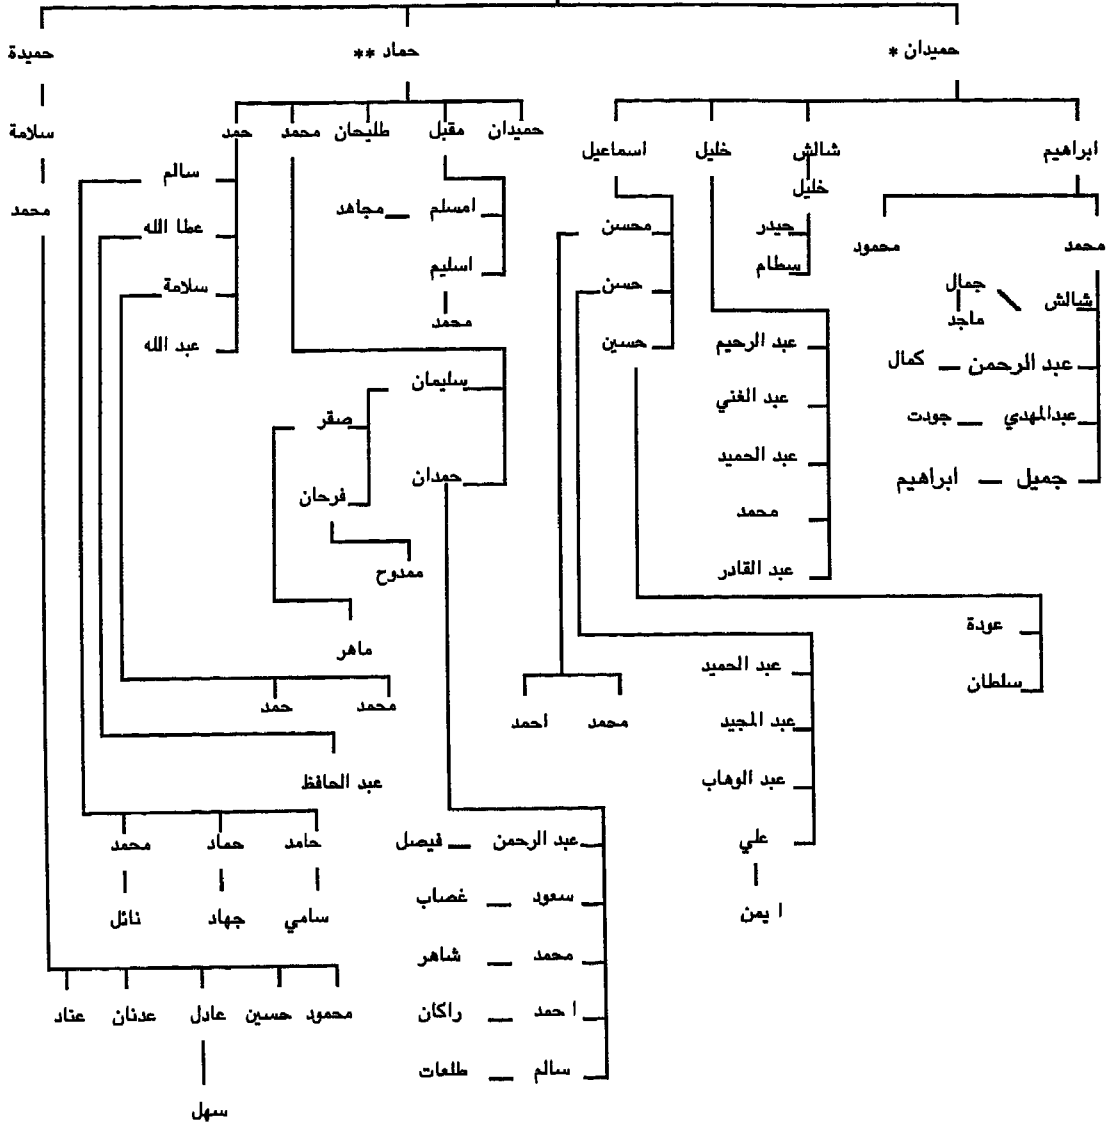 حميدان *
حماد **
حميدة
ابراهيم
شالش
خليل
اسماعيل
حميدان
مقبل
طليحان
محمد
حمد
سلامة
خليل
محمد
محمود
حيدر
سطام
محسن
حسن
حسين
امسلم
مجاهد
اسليم
محمد
سالم
عطا الله
سلامة
عبد الله
محمد
شالش
جمال
ماجد
عبد الرحمن
كمال
عبدالمهدي
جودت
جميل
ابراهيم
عبد الرحيم
عبد الغني
عبد الحميد
محمد
عبد القادر
سليمان
حمدان
صقر
فرحان
ممدوح
ماهر
عودة
سلطان
عبد الحميد
عبد المجيد
عبد الوهاب
علي
ا يمن
محمد
احمد
محمد
حمد
عبد الحافظ
حامد
حماد
محمد
سامي
جهاد
نائل
عبد الرحمن
فيصل
سعود
غصاب
محمد
شاهر
ا حمد
راكان
سالم
طلعات
محمود
حسين
عادل
عدنان
عناد
سهل